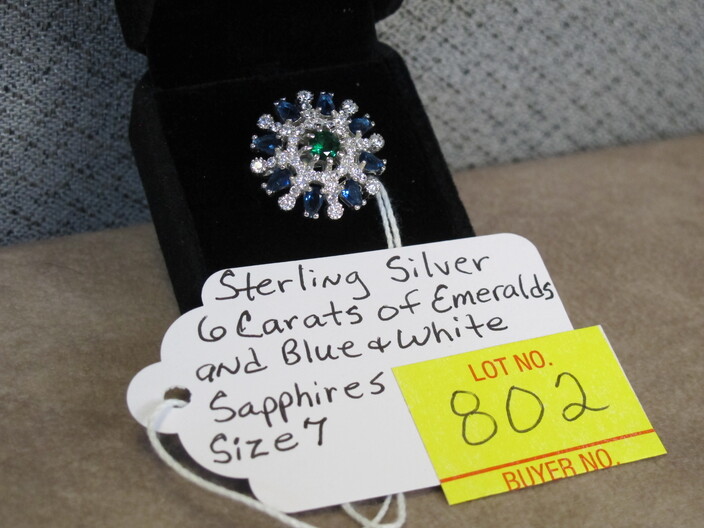 Sterling Silver
6 Carats of Emeralds
and Blue & White
Sapphires
Size 7
LOT NO.
802
BUYER NO.